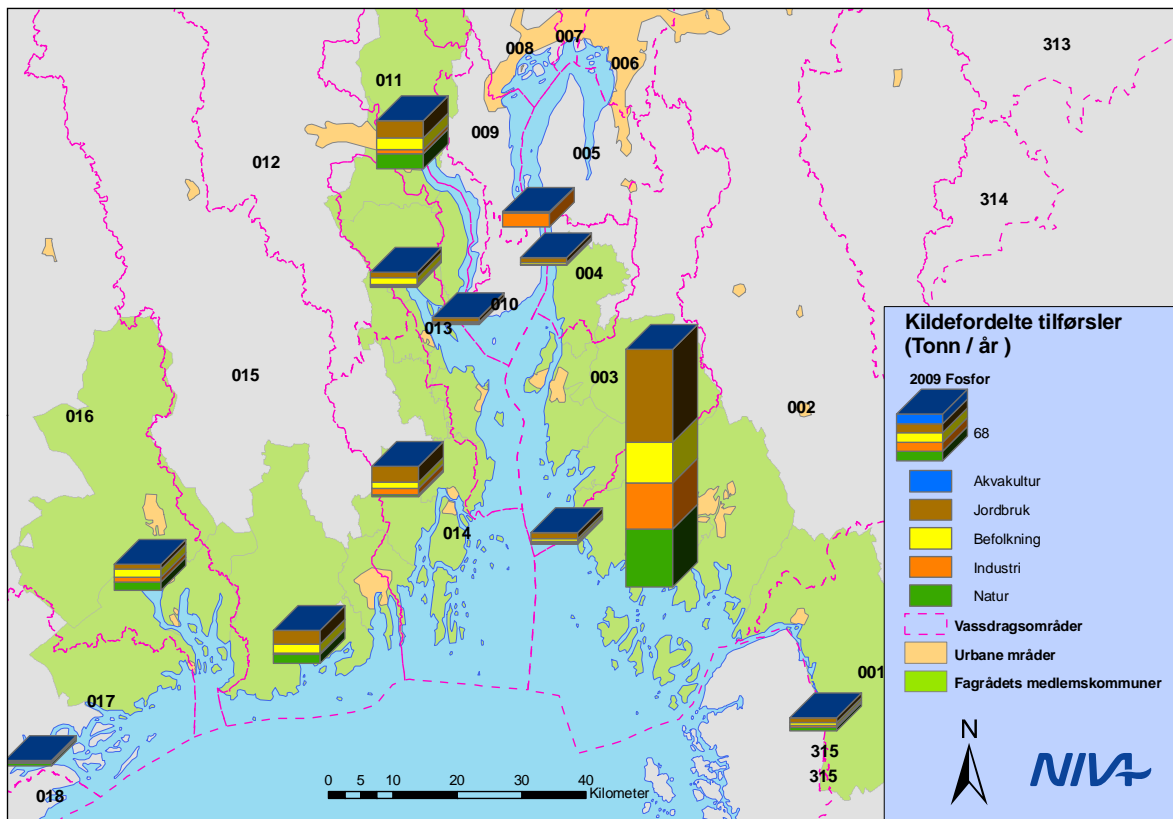 007
008
006
313
011
009
012
005
314
004
010
013
003
015
002
016
014
001
017
315
315
018
0 5 10 20 30 40
Kilometer
Kildefordelte tilførsler
(Tonn / år )
2009 Fosfor
68
Akvakultur
Jordbruk
Befolkning
Industri
Natur
Vassdragsområder
Urbane mråder
Fagrådets medlemskommuner
N
NIVA